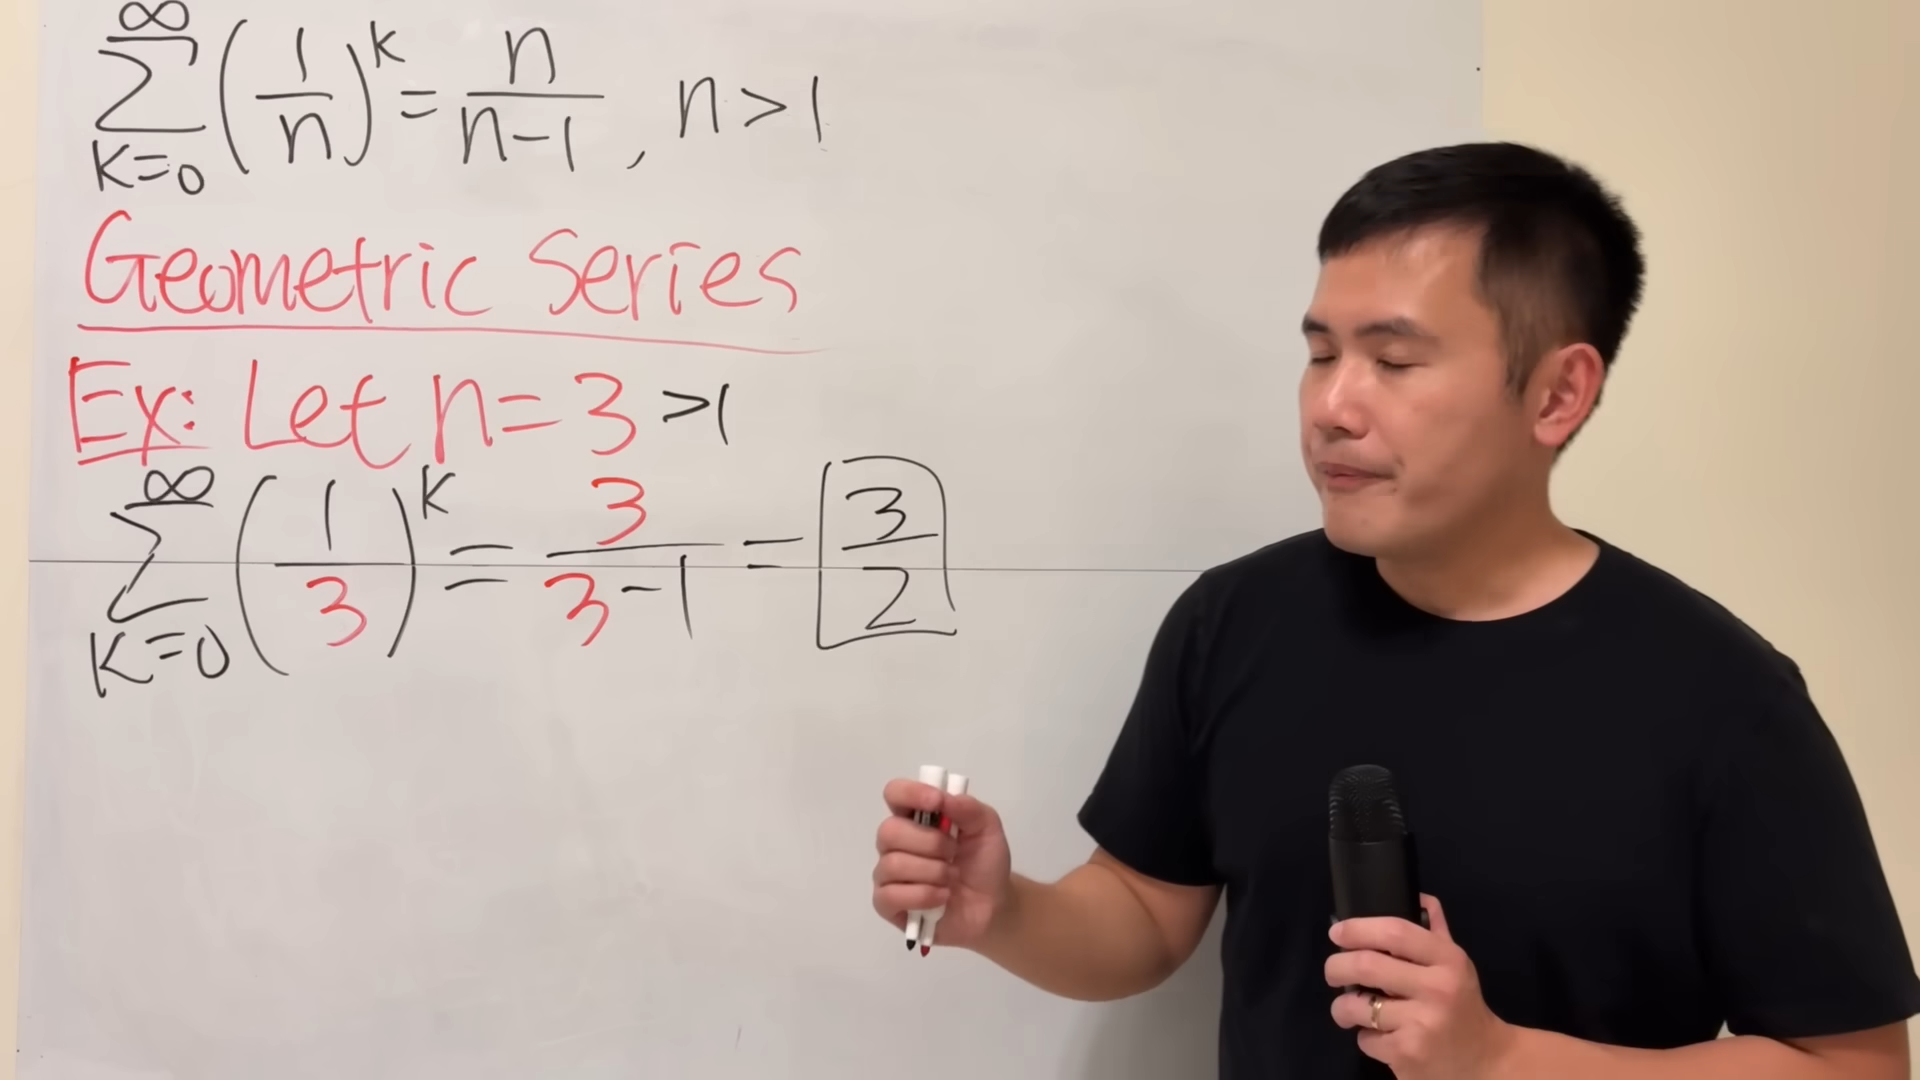 ∞∑k=0 (1/n)^k = n/(n-1), n>1
Geometric Series
Ex: Let n=3>1
∞∑k=0 (1/3)^k = 3/(3-1) = 3/2